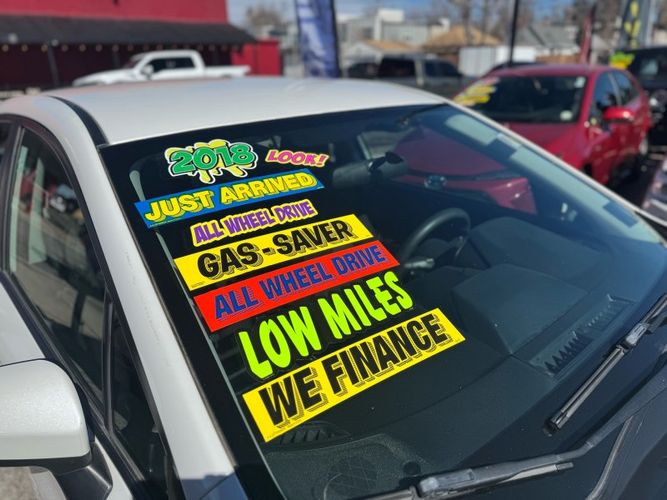 2018 LOOK!
JUST ARRIVED
ALL WHEEL DRIVE
GAS-SAVER
ALL WHEEL DRIVE
LOW MILES
WE FINANCE